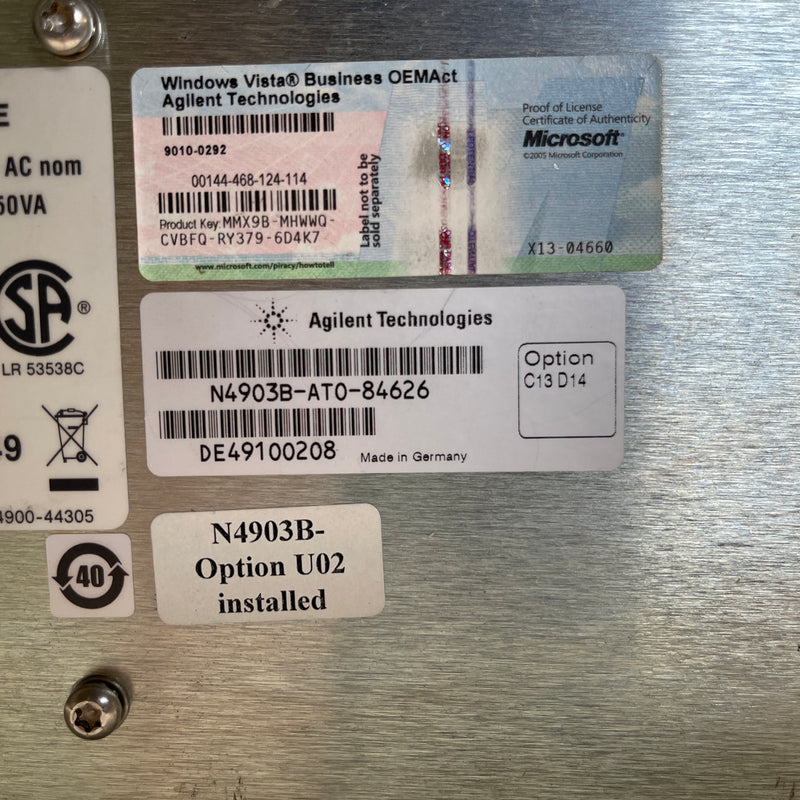 Windows Vista® Business OEMAct
Agilent Technologies
9010-0292
00144-468-124-114
Product Key: MMX9B-MHWWQ-
CVBFQ-RY379-6D4K7
www.microsoft.com/piracy/howtotell
Label not to be
sold separately
Proof of License
Certificate of Authenticity
Microsoft®
©2005 Microsoft Corporation
X13-04660
E
AC nom
50VA
SA ®
LR 53538C
9
4900-44305
Agilent Technologies
N4903B-ATO-84626
DE49100208 Made in Germany
Option
C13 D14
40
N4903B-
Option U02
installed